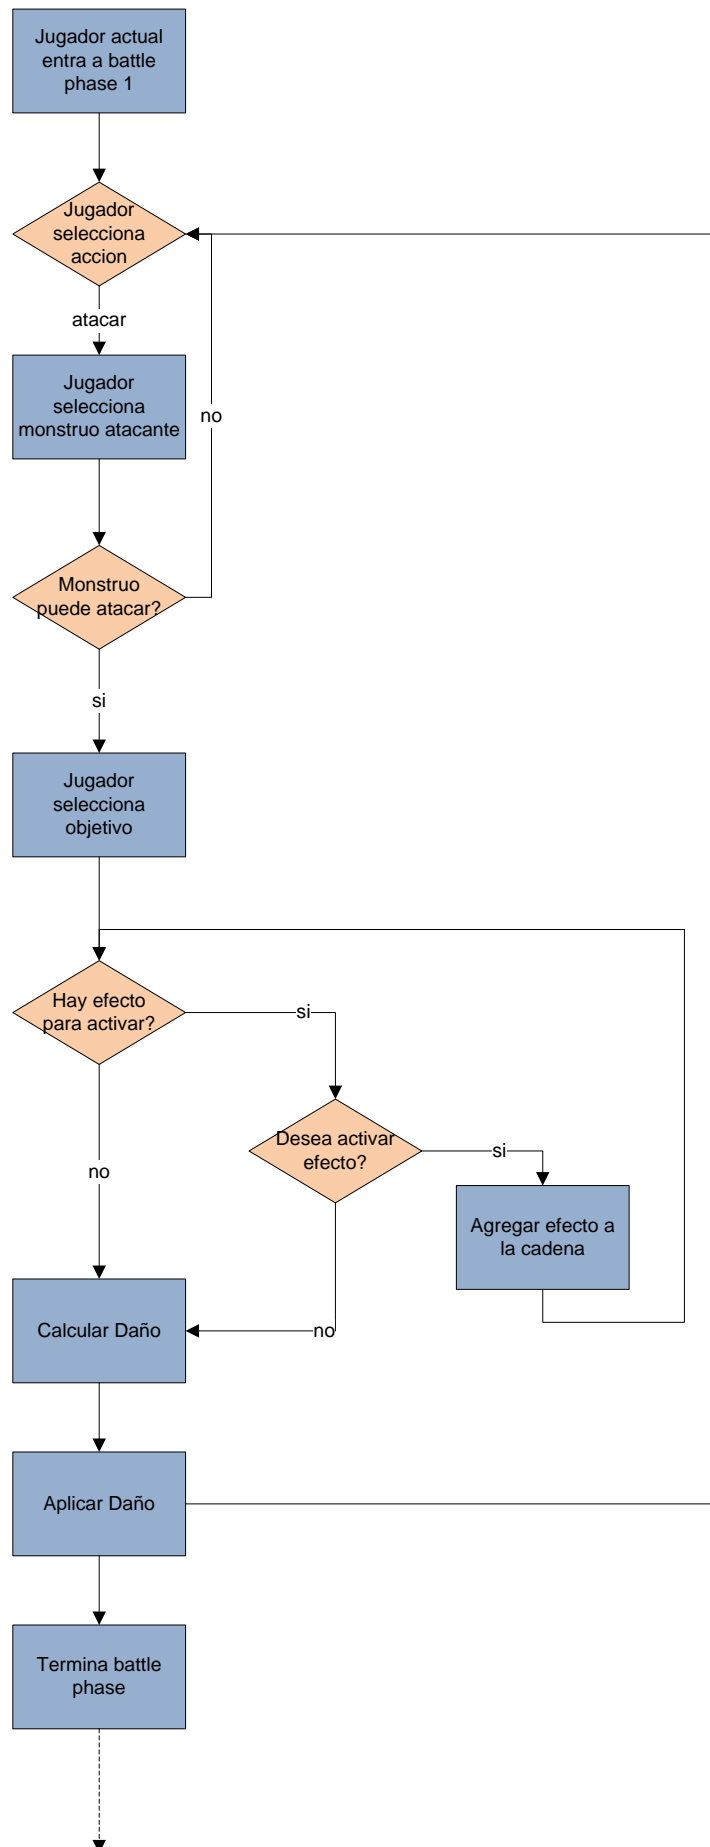 Jugador actual
entra a battle
phase 1
Jugador
selecciona
accion
atacar
Jugador
selecciona
monstruo atacante
no
Monstruo
puede atacar?
si
Jugador
selecciona
objetivo
Hay efecto
para activar?
si
Desea activar
efecto?
si
no
Agregar efecto a
la cadena
Calcular Daño
no
Aplicar Daño
Termina battle
phase